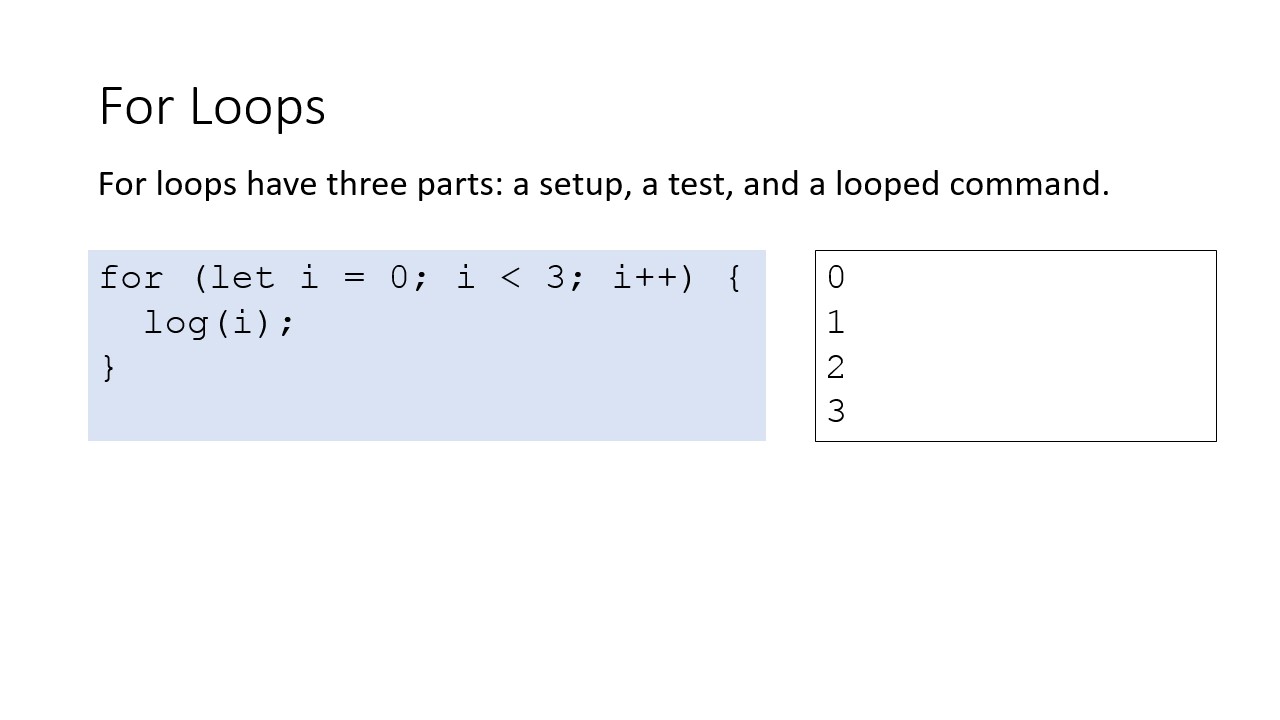 For Loops
For loops have three parts: a setup, a test, and a looped command.
for (let i = 0; i < 3; i++) {
  log(i);
}
0
1
2
3